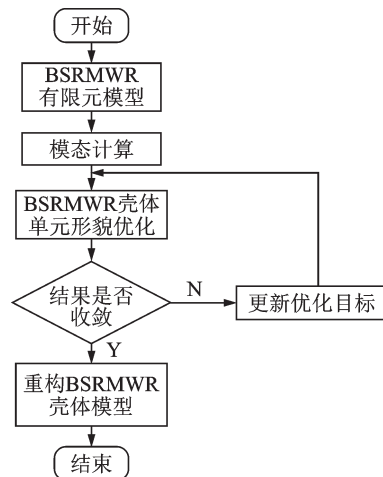 开始
BSRMWR
有限元模型
模态计算
BSRMWR壳体
单元形貌优化
结果是否
收敛
N
更新优化目标
Y
重构BSRMWR
壳体模型
结束